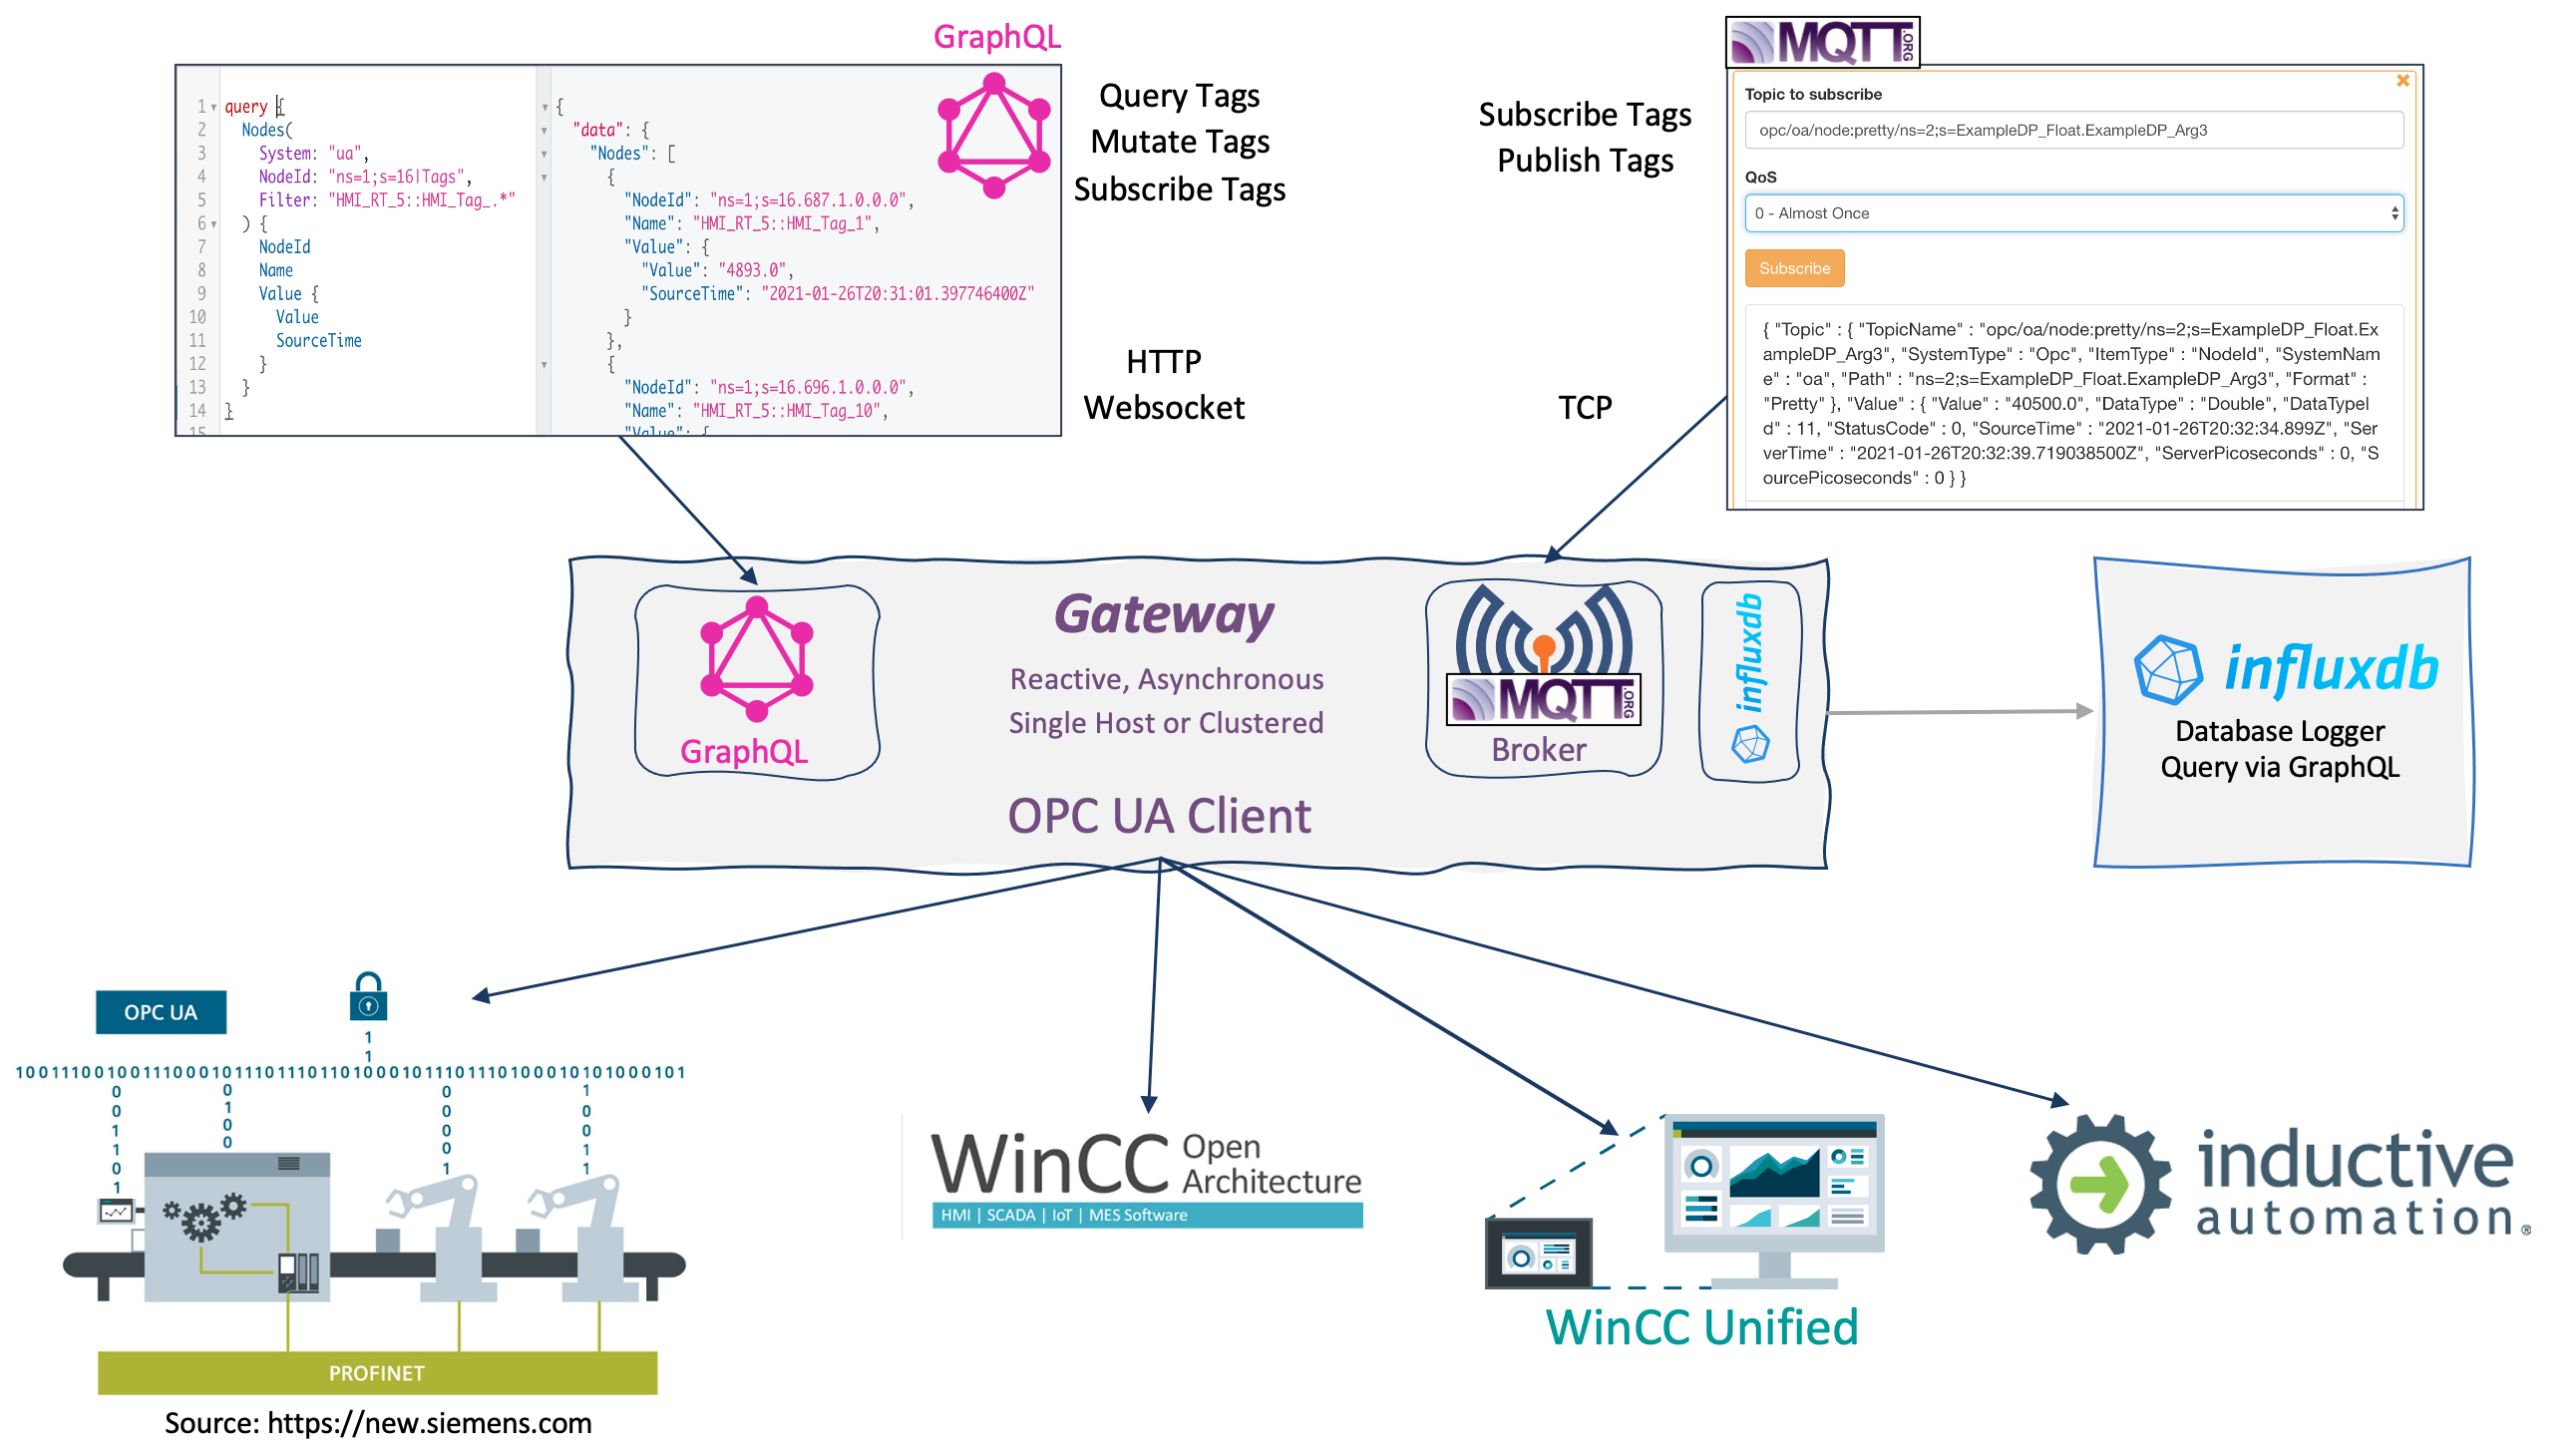 GraphQL
1 query {
2 Nodes(
3 System: "ua",
4 NodeId: "ns=1;s=16|Tags",
5 Filter: "HMI_RT_5::HMI_Tag_.*"
6 ) {
7 NodeId
8 Name
9 Value {
10 Value
11 SourceTime
12 }
13 }
14 }
15
{
"data": {
"Nodes": [
{
"NodeId": "ns=1;s=16.687.1.0.0.0",
"Name": "HMI_RT_5::HMI_Tag_1",
"Value": {
"Value": "4893.0",
"SourceTime": "2021-01-26T20:31:01.397746400Z"
}
},
{
"NodeId": "ns=1;s=16.696.1.0.0.0",
"Name": "HMI_RT_5::HMI_Tag_10",
"Value": {
Query Tags
Mutate Tags
Subscribe Tags
HTTP
Websocket
Subscribe Tags
Publish Tags
TCP
MQTT.ORG
Topic to subscribe
opc/oa/node:pretty/ns=2;s=ExampleDP_Float.ExampleDP_Arg3
QoS
0 - Almost Once
Subscribe
{ "Topic" : { "TopicName" : "opc/oa/node:pretty/ns=2;s=ExampleDP_Float.Ex
ampleDP_Arg3", "SystemType" : "Opc", "ItemType" : "NodeId", "SystemNam
e" : "oa", "Path" : "ns=2;s=ExampleDP_Float.ExampleDP_Arg3", "Format" :
"Pretty" }, "Value" : { "Value" : "40500.0", "DataType" : "Double", "DataTypeI
d" : 11, "StatusCode" : 0, "SourceTime" : "2021-01-26T20:32:34.899Z", "Ser
verTime" : "2021-01-26T20:32:39.719038500Z", "ServerPicoseconds" : 0, "S
ourcePicoseconds" : 0 } }
GraphQL
Gateway
Reactive, Asynchronous
Single Host or Clustered
OPC UA Client
MQTT.ORG
Broker
influxdb
influxdb
Database Logger
Query via GraphQL
OPC UA
1
1
1001110010011100010111011101101000101110111010001010100010 1
0
0
1
1
1
0
1
0
1
0
0
0
0
0
0
1
1
0
0
1
1
PROFINET
Source: https://new.siemens.com
WinCC Open
Architecture
HMI | SCADA | IoT | MES Software
WinCC Unified
inductive
automation®